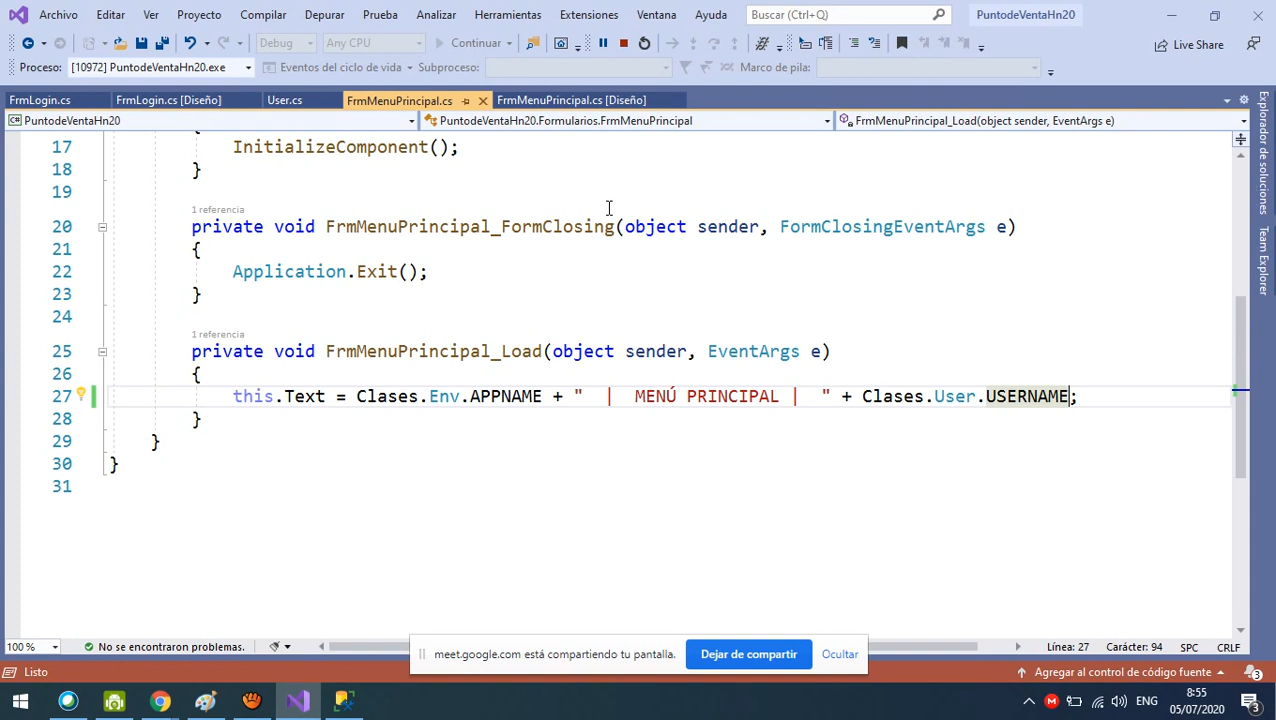 Archivo Editar Ver Proyecto Compilar Depurar Prueba Analiza Herramientas Extensiones Ventana Ayuda Buscar (Ctrl+Q) PuntodeVentaHn20
Debug Any CPU Continuar Live Share
Proceso: [10972] PuntodeVentaHn20.exe Eventos del ciclo de vida Subproceso: Marco de pila:
FrmLogin.cs FrmLogin.cs [Diseño] User.cs FrmMenuPrincipal.cs FrmMenuPrincipal.cs [Diseño]
PuntodeVentaHn20 PuntodeVentaHn20.Formularios.FrmMenuPrincipal FrmMenuPrincipal_Load(object sender, EventArgs e)
{
17 InitializeComponent();
18 }
19
1 referencia
20 private void FrmMenuPrincipal_FormClosing(object sender, FormClosingEventArgs e)
21 {
22 Application.Exit();
23 }
24
1 referencia
25 private void FrmMenuPrincipal_Load(object sender, EventArgs e)
26 {
27 this.Text = Clases.Env.APPNAME + " | MENÚ PRINCIPAL | " + Clases.User.USERNAME;
28 }
29 }
30 }
31
Explorador de soluciones
Team Explorer
100 % No se encontraron problemas. Línea: 27 Carácter: 94 SPC CRLF
meet.google.com está compartiendo tu pantalla. Dejar de compartir Ocultar
Listo Agregar al control de código fuente 3
ENG 8:55
05/07/2020 3